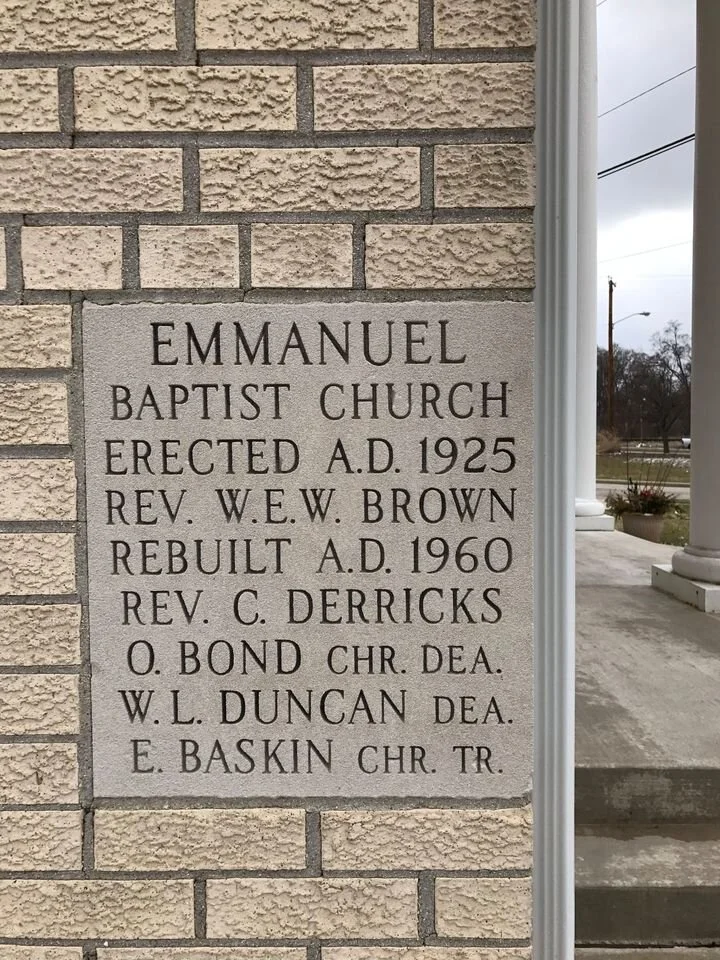 EMMANUEL
BAPTIST CHURCH
ERECTED A.D. 1925
REV. W.E.W. BROWN
REBUILT A.D. 1960
REV. C. DERRICKS
O. BOND CHR. DEA.
W. L. DUNCAN DEA.
E. BASKIN CHR. TR.